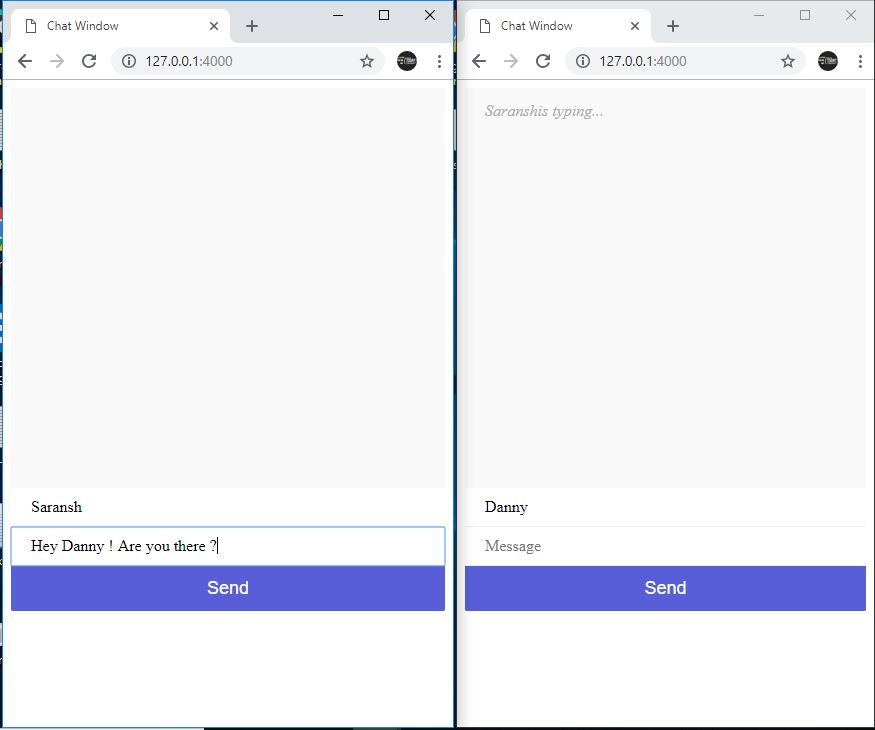 Chat Window
127.0.0.1:4000
Saransh
Hey Danny ! Are you there ?
Send
Chat Window
127.0.0.1:4000
Saranshis typing...
Danny
Message
Send